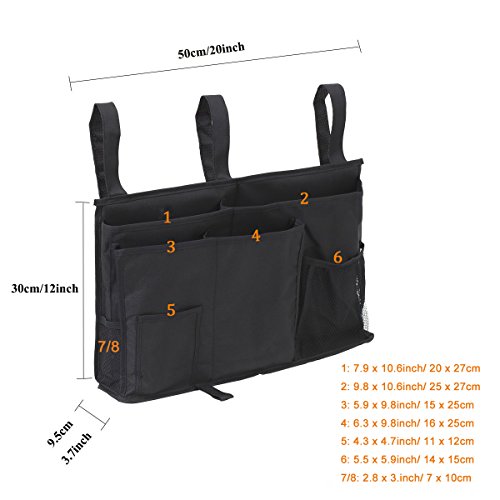 50cm/20inch
1
2
3
4
5
6
7/8
30cm/12inch
9.5cm
3.7inch
1: 7.9 x 10.6inch/ 20 x 27cm
2: 9.8 x 10.6inch/ 25 x 27cm
3: 5.9 x 9.8inch/ 15 x 25cm
4: 6.3 x 9.8inch/ 16 x 25cm
5: 4.3 x 4.7inch/ 11 x 12cm
6: 5.5 x 5.9inch/ 14 x 15cm
7/8: 2.8 x 3.inch/ 7 x 10cm